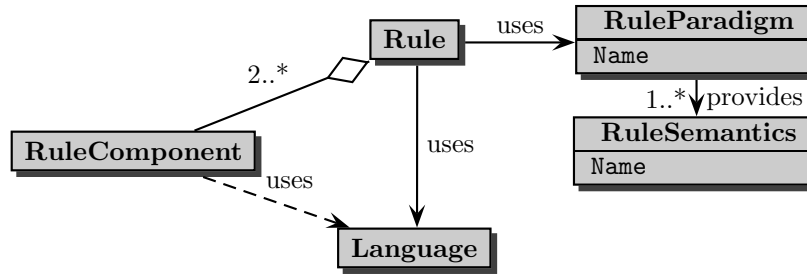 RuleParadigm
Rule
uses
Name
2..*
1..*
provides
RuleComponent
uses
RuleSemantics
Name
uses
Language